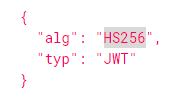 {
"alg": "HS256",
"typ": "JWT"
}